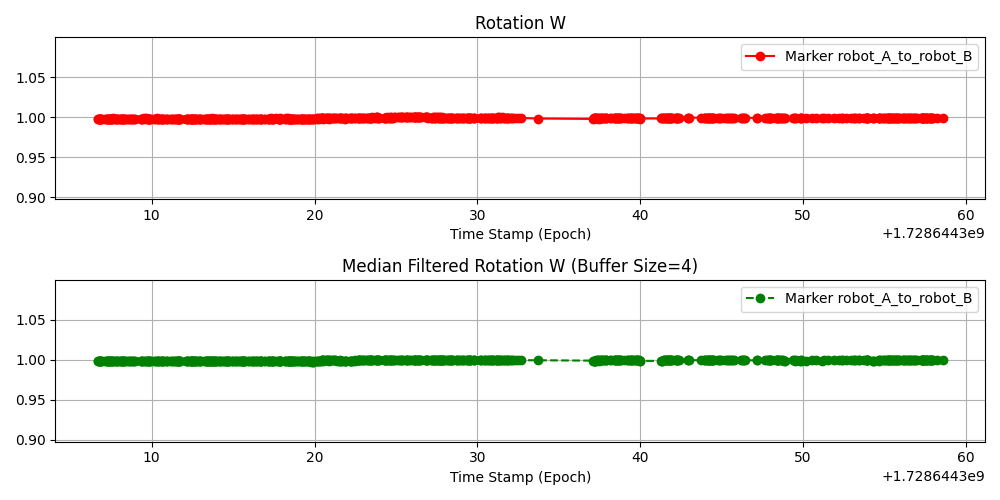 Rotation W
Marker robot_A_to_robot_B
1.05
1.00
0.95
0.90
10 20 30 40 50 60
Time Stamp (Epoch)
+1.7286443e9
Median Filtered Rotation W (Buffer Size=4)
Marker robot_A_to_robot_B
1.05
1.00
0.95
0.90
10 20 30 40 50 60
Time Stamp (Epoch)
+1.7286443e9